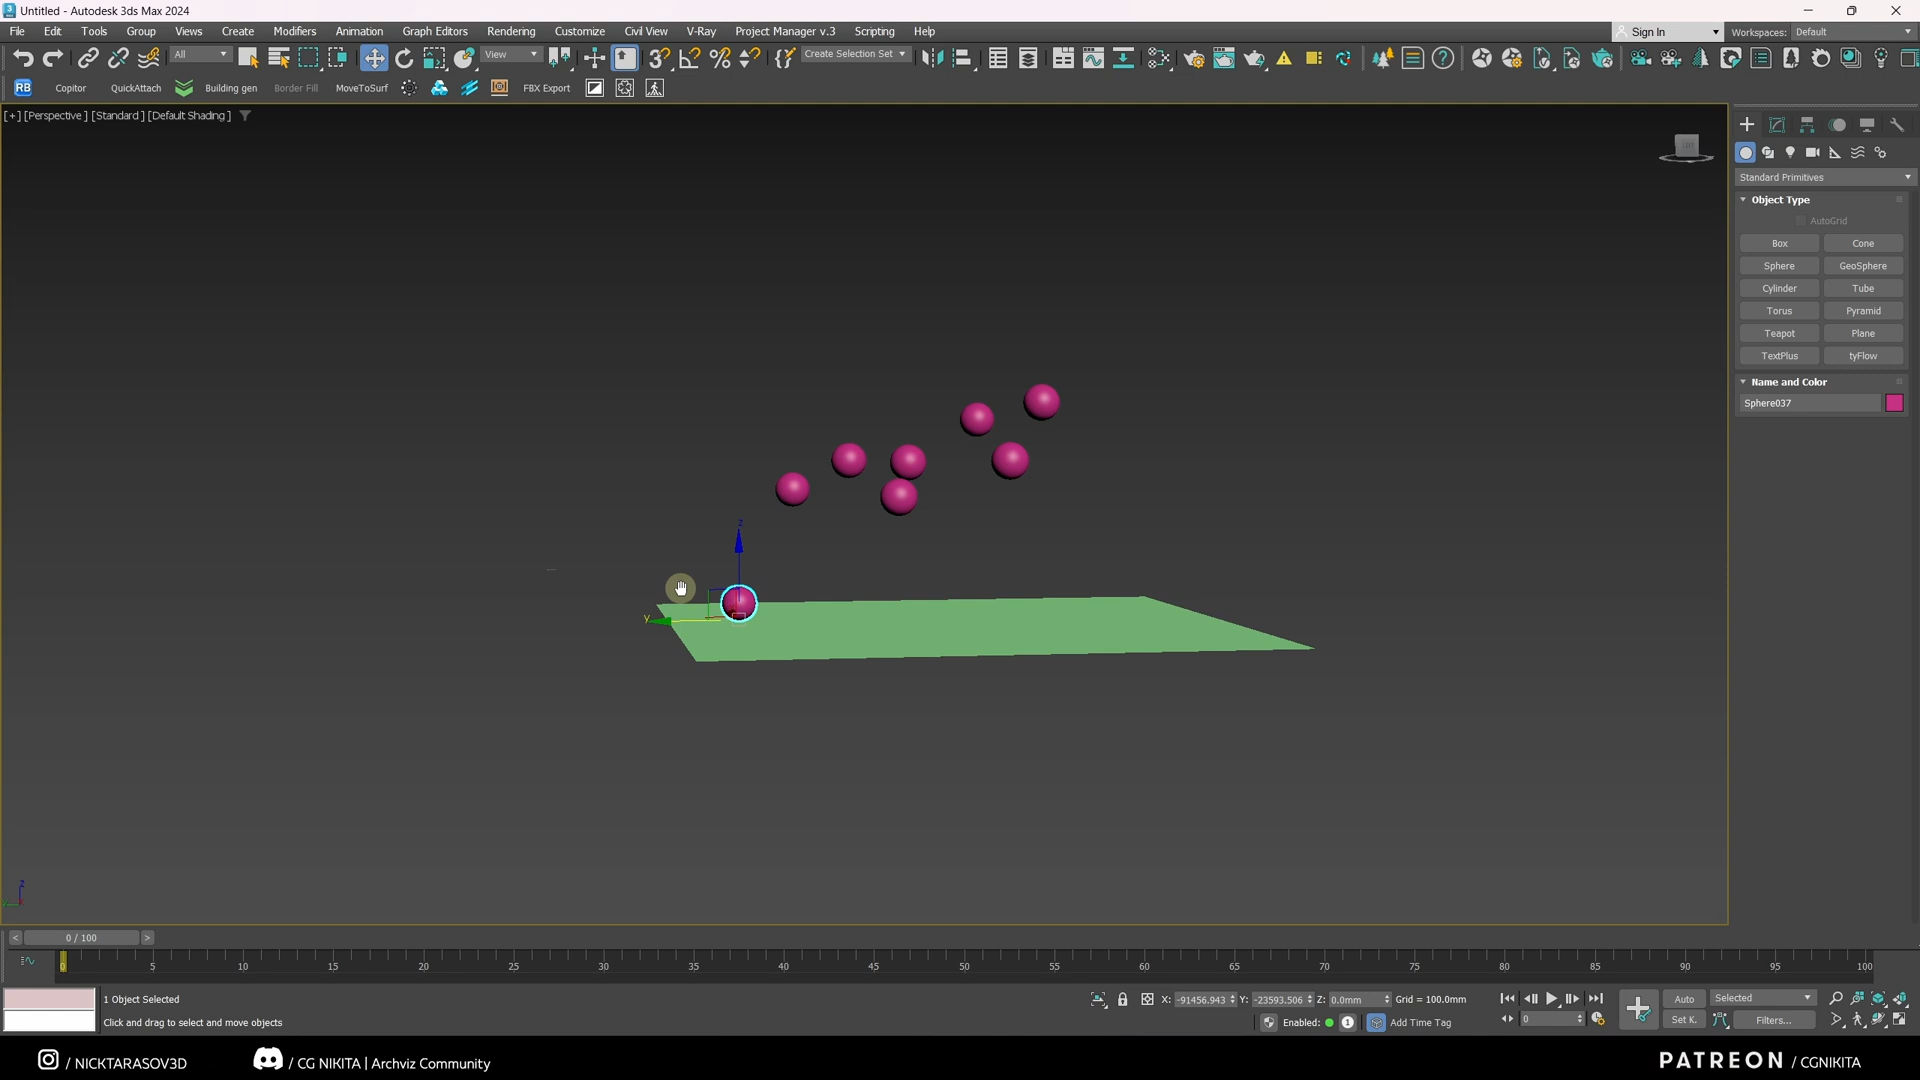 Untitled - Autodesk 3ds Max 2024
File Edit Tools Group Views Create Modifiers Animation Graph Editors Rendering Customize Civil View V-Ray Project Manager v.3 Scripting Help
Sign In Workspaces: Default
All View Create Selection Set
RB Copitor QuickAttach Building gen Border Fill MoveToSurf FBX Export
[+] [Perspective ] [Standard ] [Default Shading ]
Standard Primitives
Object Type
AutoGrid
Box Cone
Sphere GeoSphere
Cylinder Tube
Torus Pyramid
Teapot Plane
TextPlus tyFlow
Name and Color
Sphere037
z
y
z
< 0 / 100 >
0 5 10 15 20 25 30 35 40 45 50 55 60 65 70 75 80 85 90 95 100
1 Object Selected
X: -91456.943 Y: -23593.506 Z: 0.0mm Grid = 100.0mm
Auto Selected
Click and drag to select and move objects
Enabled: 1 Add Time Tag
0
Set K. Filters...
/ NICKTARASOV3D / CG NIKITA | Archviz Community PATREON / CGNIKITA